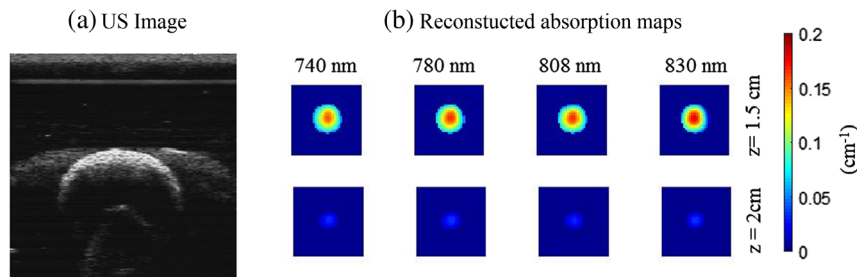 (a) US Image
(b) Reconstucted absorption maps
740 nm
780 nm
808 nm
830 nm
z= 1.5 cm
z = 2cm
0.2
0.15
0.1
0.05
0
(cm-1)